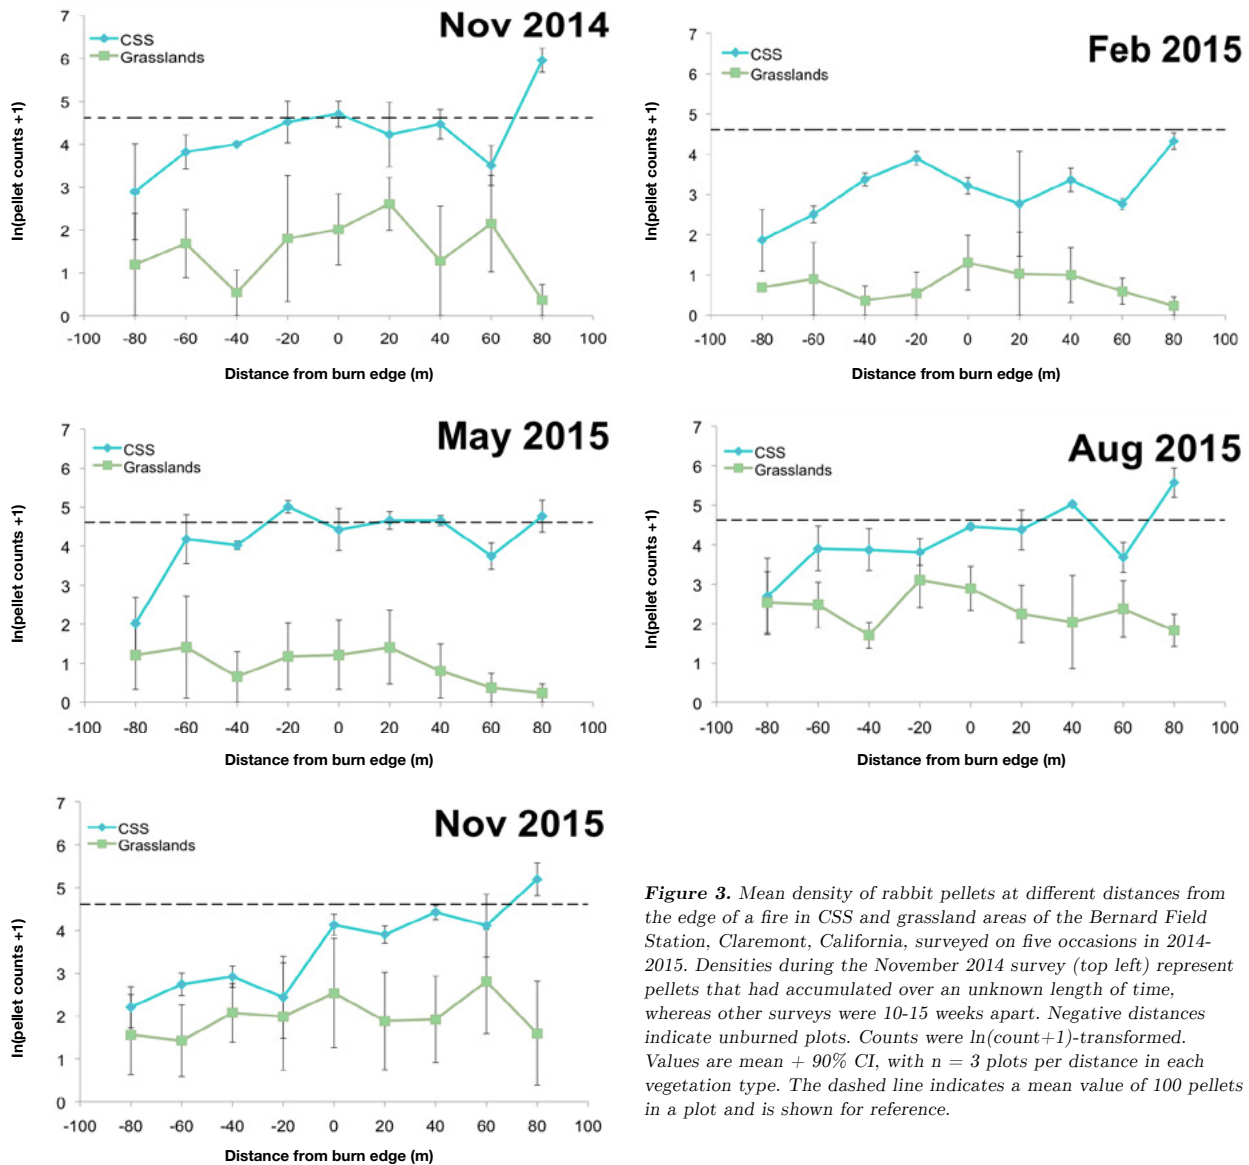 Nov 2014
CSS
Grasslands
ln(pellet counts +1)
7
6
5
4
3
2
1
0
-100 -80 -60 -40 -20 0 20 40 60 80 100
Distance from burn edge (m)
Feb 2015
CSS
Grasslands
ln(pellet counts +1)
7
6
5
4
3
2
1
0
-100 -80 -60 -40 -20 0 20 40 60 80 100
Distance from burn edge (m)
May 2015
CSS
Grasslands
ln(pellet counts +1)
7
6
5
4
3
2
1
0
-100 -80 -60 -40 -20 0 20 40 60 80 100
Distance from burn edge (m)
Aug 2015
CSS
Grasslands
ln(pellet counts +1)
7
6
5
4
3
2
1
0
-100 -80 -60 -40 -20 0 20 40 60 80 100
Distance from burn edge (m)
Nov 2015
CSS
Grasslands
ln(pellet counts +1)
7
6
5
4
3
2
1
0
-100 -80 -60 -40 -20 0 20 40 60 80 100
Distance from burn edge (m)
Figure 3. Mean density of rabbit pellets at different distances from
the edge of a fire in CSS and grassland areas of the Bernard Field
Station, Claremont, California, surveyed on five occasions in 2014-
2015. Densities during the November 2014 survey (top left) represent
pellets that had accumulated over an unknown length of time,
whereas other surveys were 10-15 weeks apart. Negative distances
indicate unburned plots. Counts were ln(count+1)-transformed.
Values are mean + 90% CI, with n = 3 plots per distance in each
vegetation type. The dashed line indicates a mean value of 100 pellets
in a plot and is shown for reference.